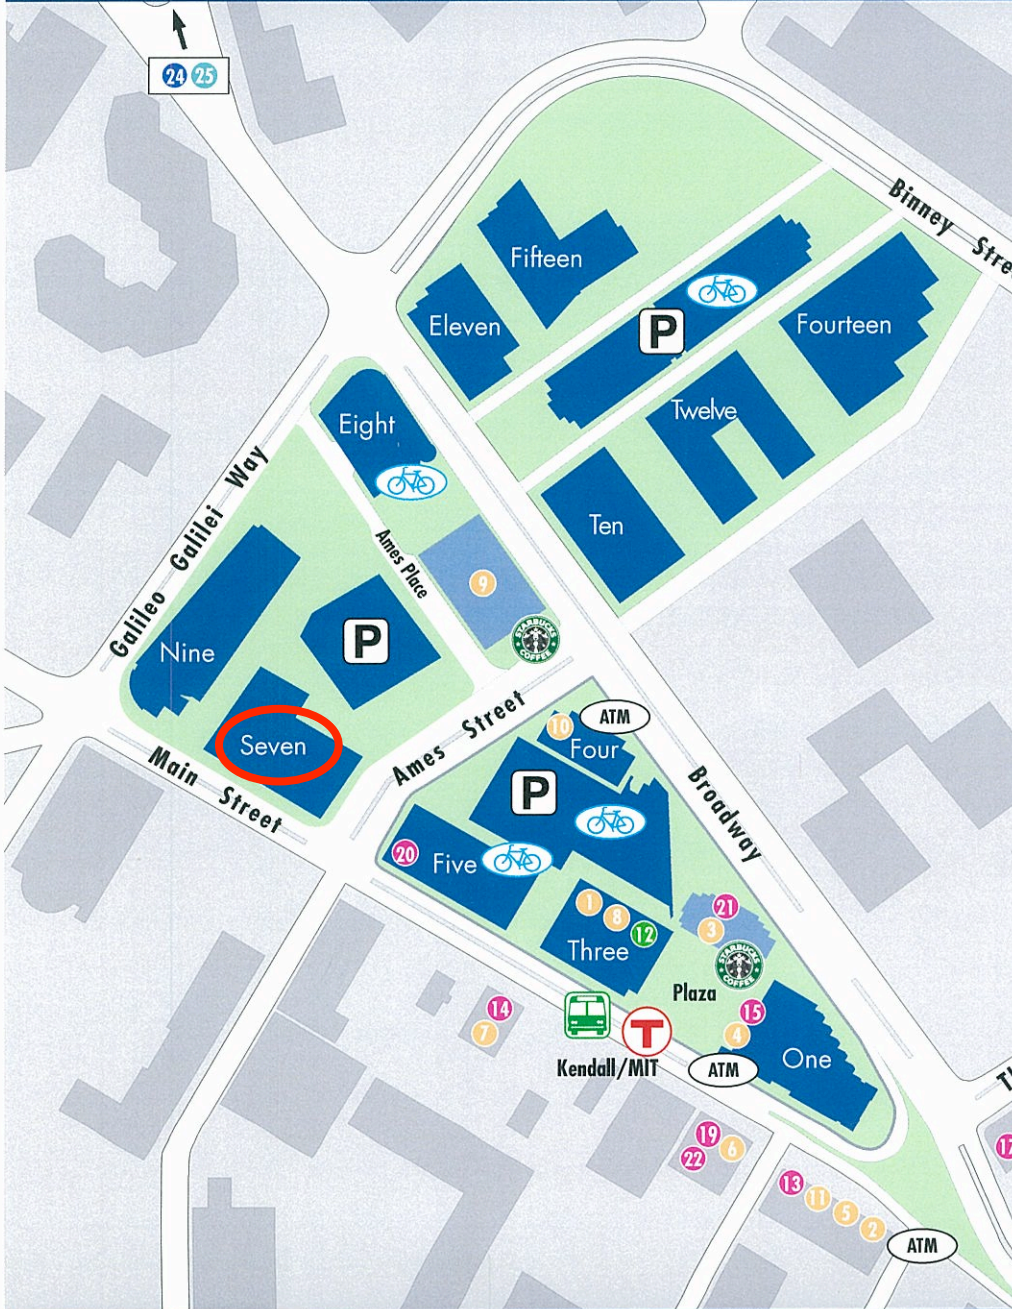 24 25
Binney Stre
Fifteen
Eleven
P
Fourteen
Eight
Twelve
Galileo Galilei Way
Ten
Ames Place
9
STARBUCKS
COFFEE
P
Nine
Seven
Main Street
Ames Street
10
ATM
Four
P
Broadway
20
Five
1
8
12
Three
21
3
STARBUCKS
COFFEE
Plaza
15
4
14
7
T
Kendall/MIT
ATM
One
19
22
6
13
11
5
2
ATM